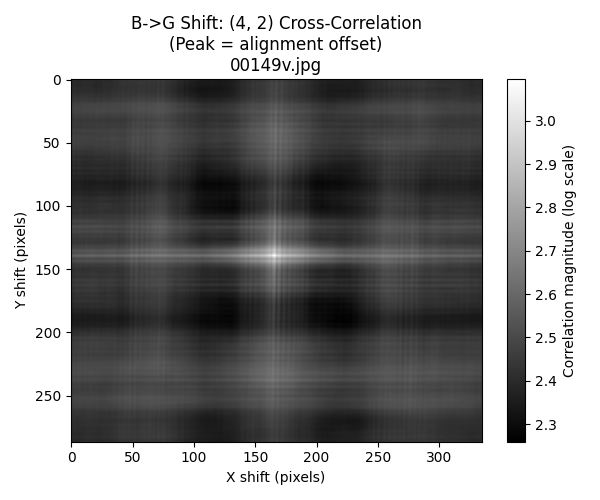 B->G Shift: (4, 2) Cross-Correlation
(Peak = alignment offset)
00149v.jpg
0
50
100
150
200
250
Y shift (pixels)
0 50 100 150 200 250 300
X shift (pixels)
3.0
2.9
2.8
2.7
2.6
2.5
2.4
2.3
Correlation magnitude (log scale)